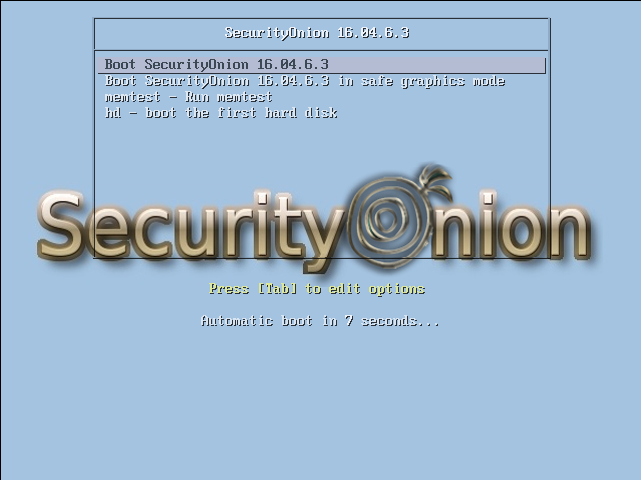 SecurityOnion 16.04.6.3
Boot SecurityOnion 16.04.6.3
Boot SecurityOnion 16.04.6.3 in safe graphics mode
memtest - Run memtest
hd - boot the first hard disk
SecurityOnion
Press [Tab] to edit options
Automatic boot in 7 seconds...